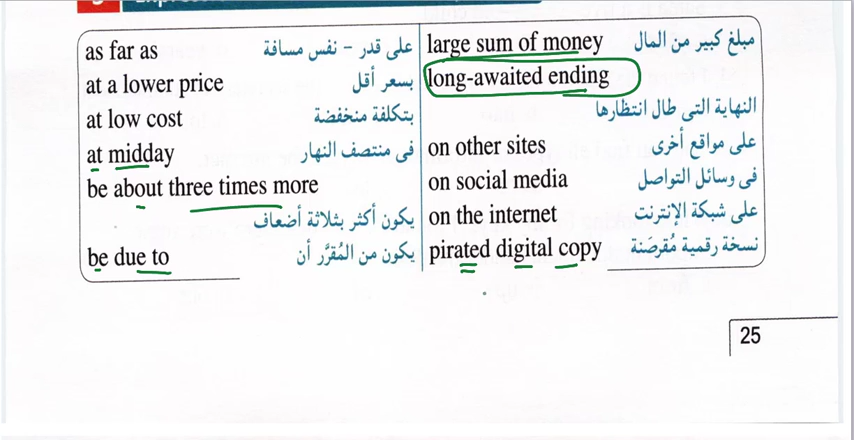 as far as على قدر – نفس مسافة
at a lower price بسعر أقل
at low cost بتكلفة منخفضة
at midday فى منتصف النهار
be about three times more
يكون أكثر بثلاثة أضعاف
be due to يكون من المُقرَّر أن
large sum of money مبلغ كبير من المال
long-awaited ending
النهاية التى طال انتظارها
on other sites على مواقع أخرى
on social media فى وسائل التواصل
on the internet على شبكة الإنترنت
pirated digital copy نسخة رقمية مُقرصَنة
25